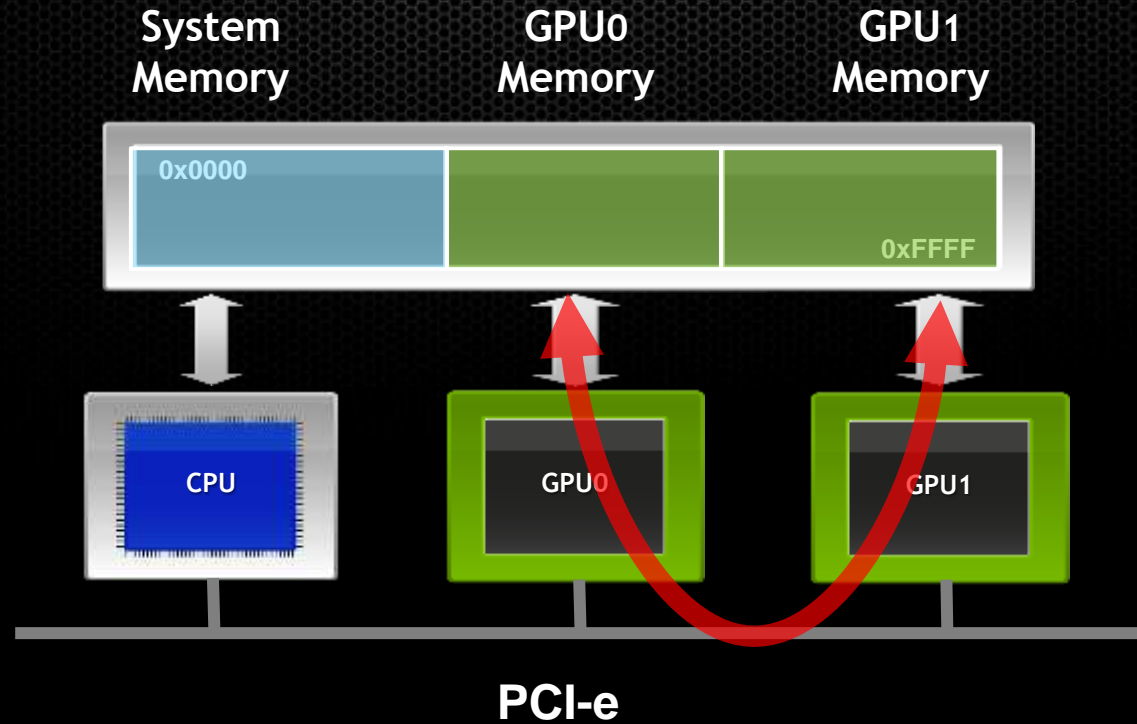 System
Memory
GPU0
Memory
GPU1
Memory
0x0000
0xFFFF
CPU
GPU0
GPU1
PCI-e